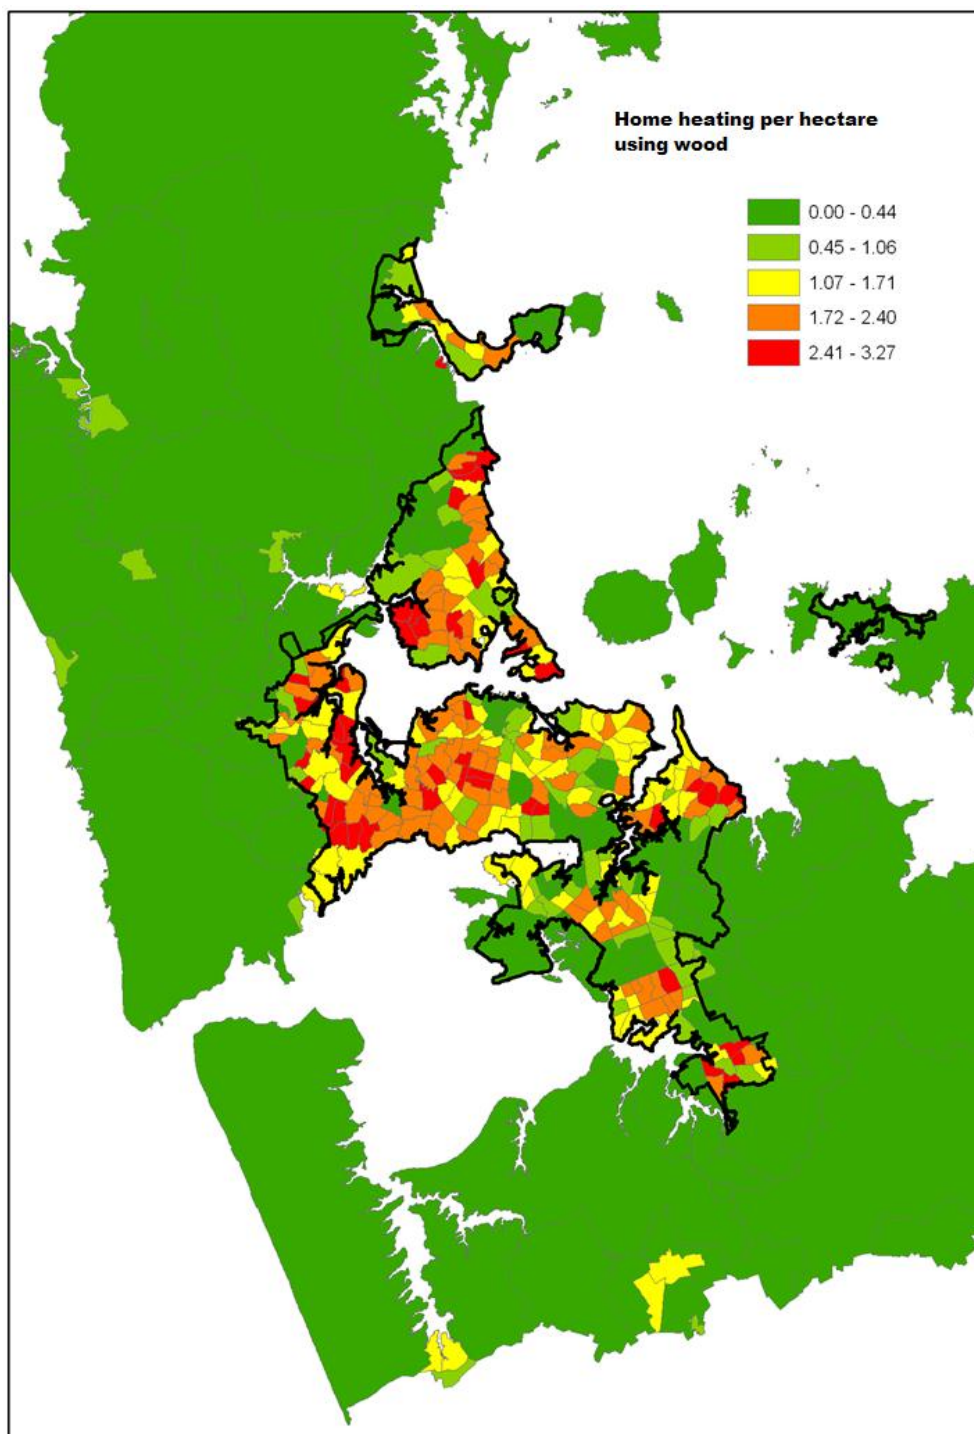 Home heating per hectare
using wood
0.00 - 0.44
0.45 - 1.06
1.07 - 1.71
1.72 - 2.40
2.41 - 3.27